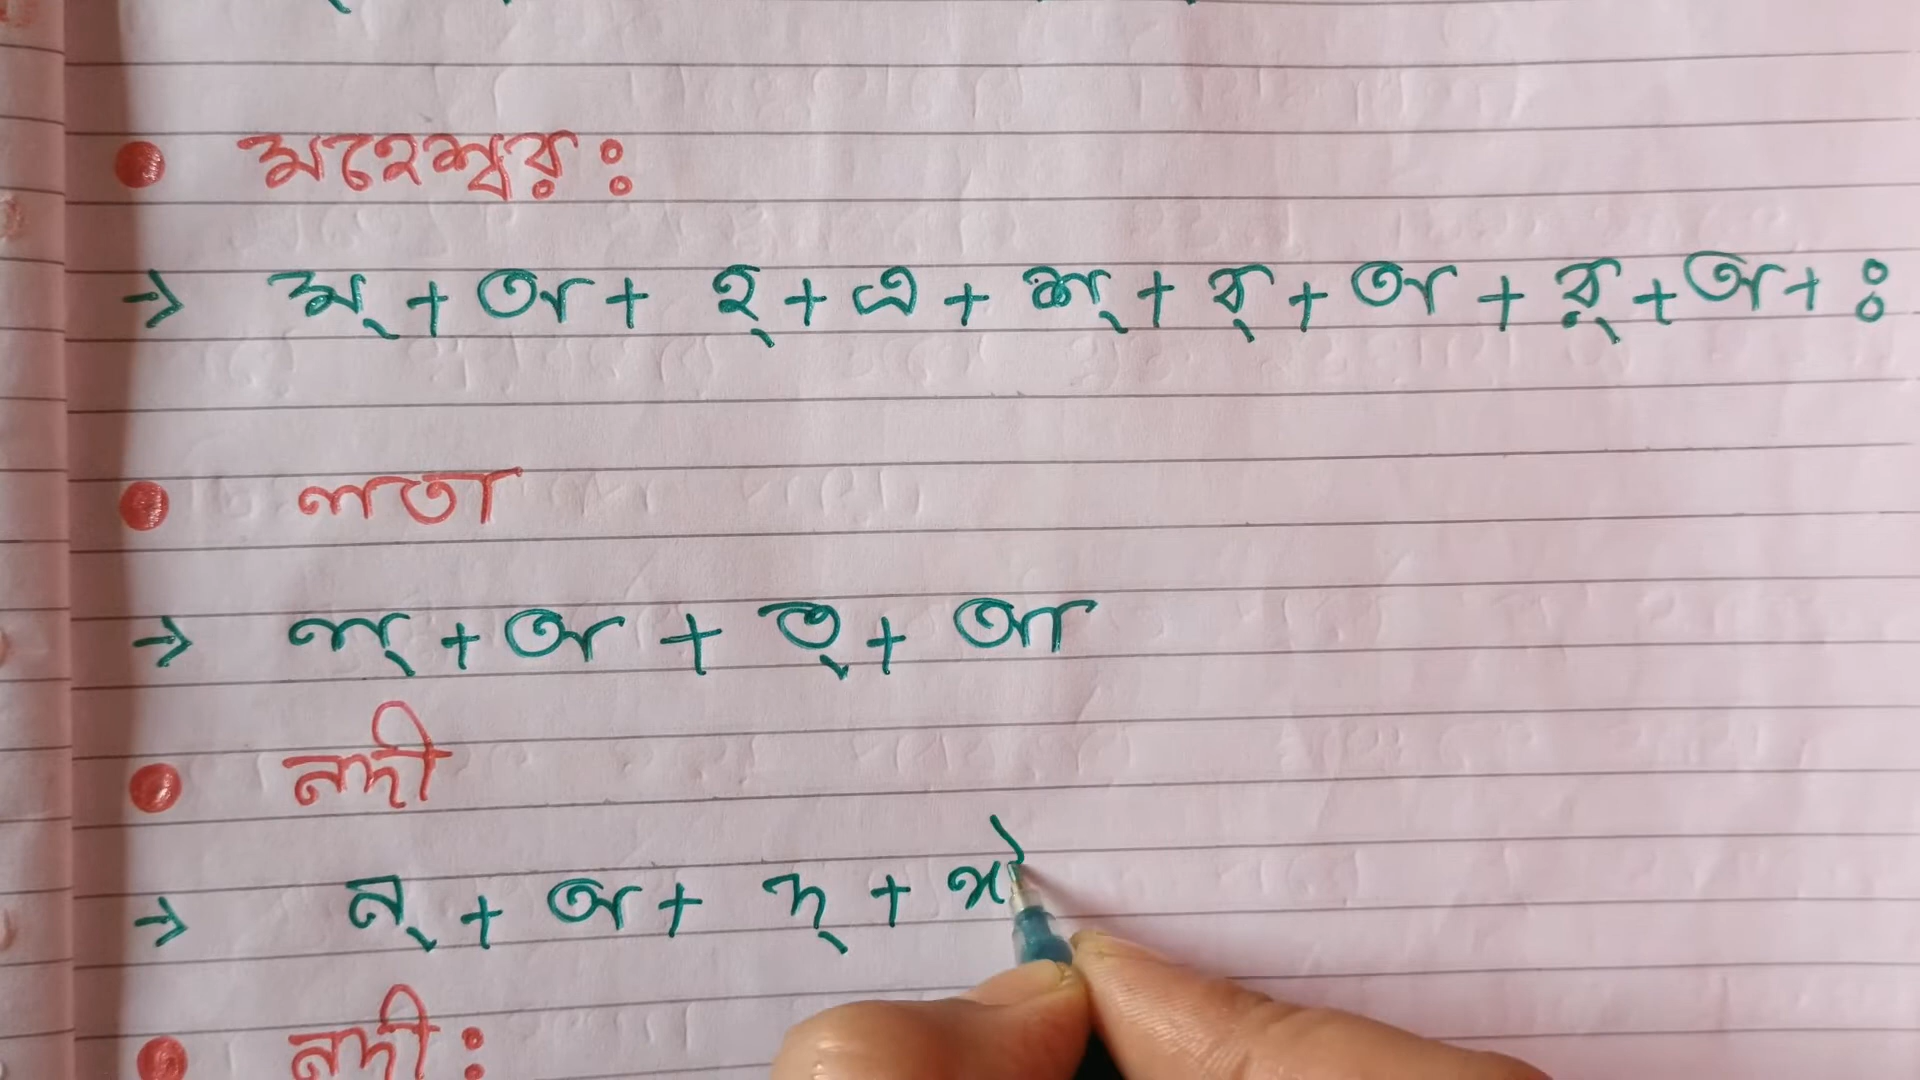 মহেশ্বরঃ
→ ম্ + অ + হ্ + এ + শ্ + ব্ + অ + র্ + অ + ঃ
লতা
→ ল্ + অ + ত্ + আ
নদী
→ ন্ + অ + দ্ + ঈ
নদীঃ